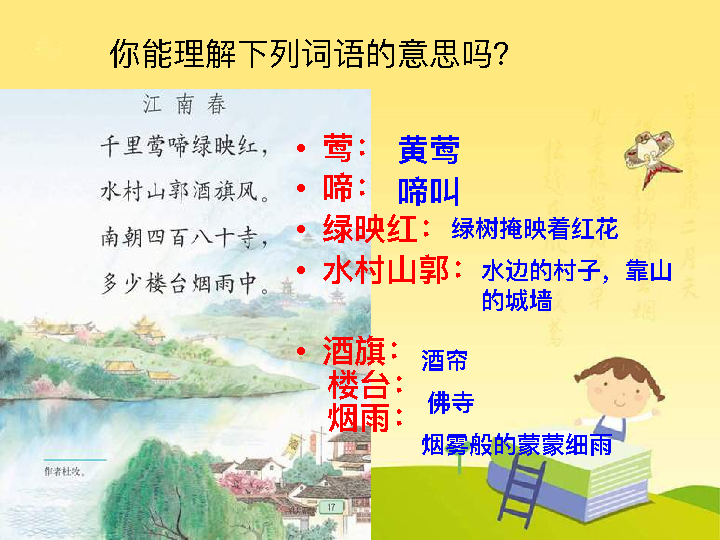 你能理解下列词语的意思吗?
江 南 春
千里莺啼绿映红，
水村山郭酒旗风。
南朝四百八十寺，
多少楼台烟雨中。
作者杜牧。
17
• 莺： 黄莺
• 啼： 啼叫
• 绿映红： 绿树掩映着红花
• 水村山郭： 水边的村子，靠山
的城墙
• 酒旗： 酒帘
楼台： 佛寺
烟雨： 烟雾般的蒙蒙细雨